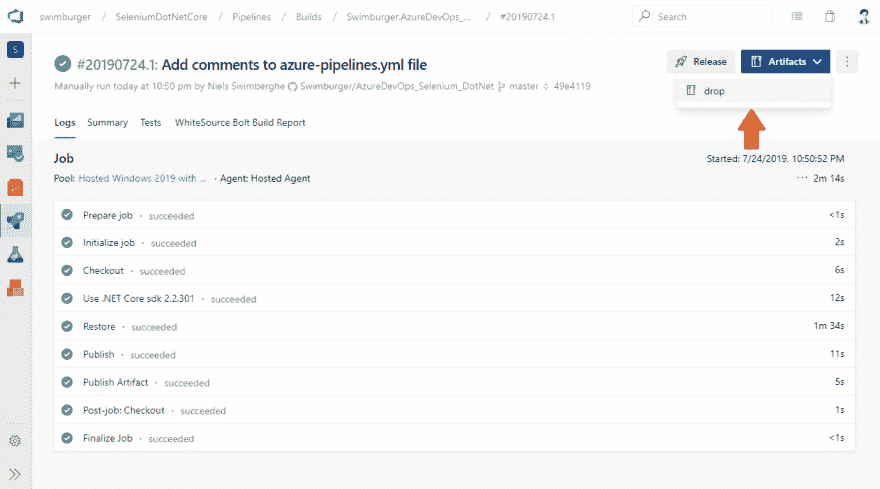 swimburger / SeleniumDotNetCore / Pipelines / Builds / Swimburger.AzureDevOps_... / #20190724.1
Search
S
#20190724.1: Add comments to azure-pipelines.yml file
Release
Artifacts
Manually run today at 10:50 pm by Niels Swimberghe Swimburger/AzureDevOps_Selenium_DotNet master 49e4119
drop
Logs Summary Tests WhiteSource Bolt Build Report
Job
Started: 7/24/2019, 10:50:52 PM
Pool: Hosted Windows 2019 with ... · Agent: Hosted Agent
··· 2m 14s
Prepare job · succeeded <1s
Initialize job · succeeded 2s
Checkout · succeeded 6s
Use .NET Core sdk 2.2.301 · succeeded 12s
Restore · succeeded 1m 34s
Publish · succeeded 11s
Publish Artifact · succeeded 5s
Post-job: Checkout · succeeded 1s
Finalize Job · succeeded <1s